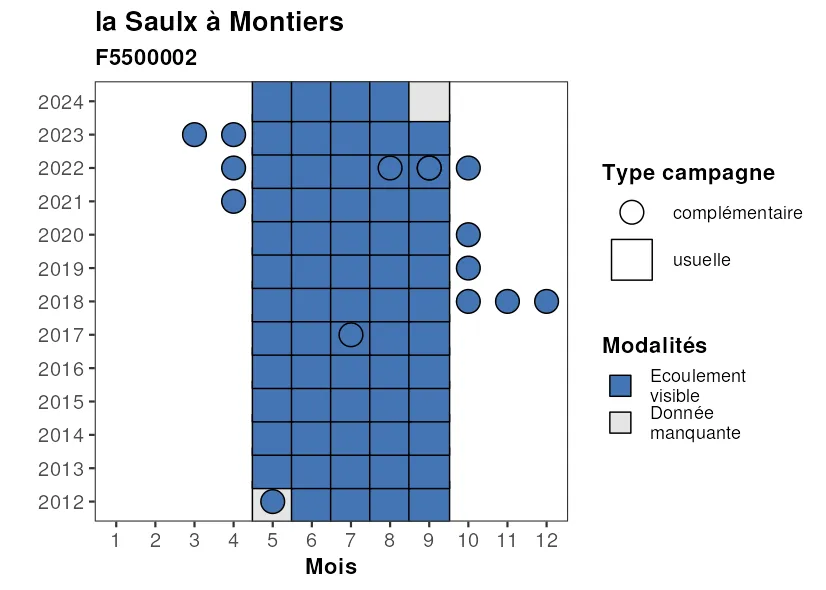 la Saulx à Montiers
F5500002
2024
2023
2022
2021
2020
2019
2018
2017
2016
2015
2014
2013
2012
1 2 3 4 5 6 7 8 9 10 11 12
Mois
Type campagne
complémentaire
usuelle
Modalités
Ecoulement
visible
Donnée
manquante